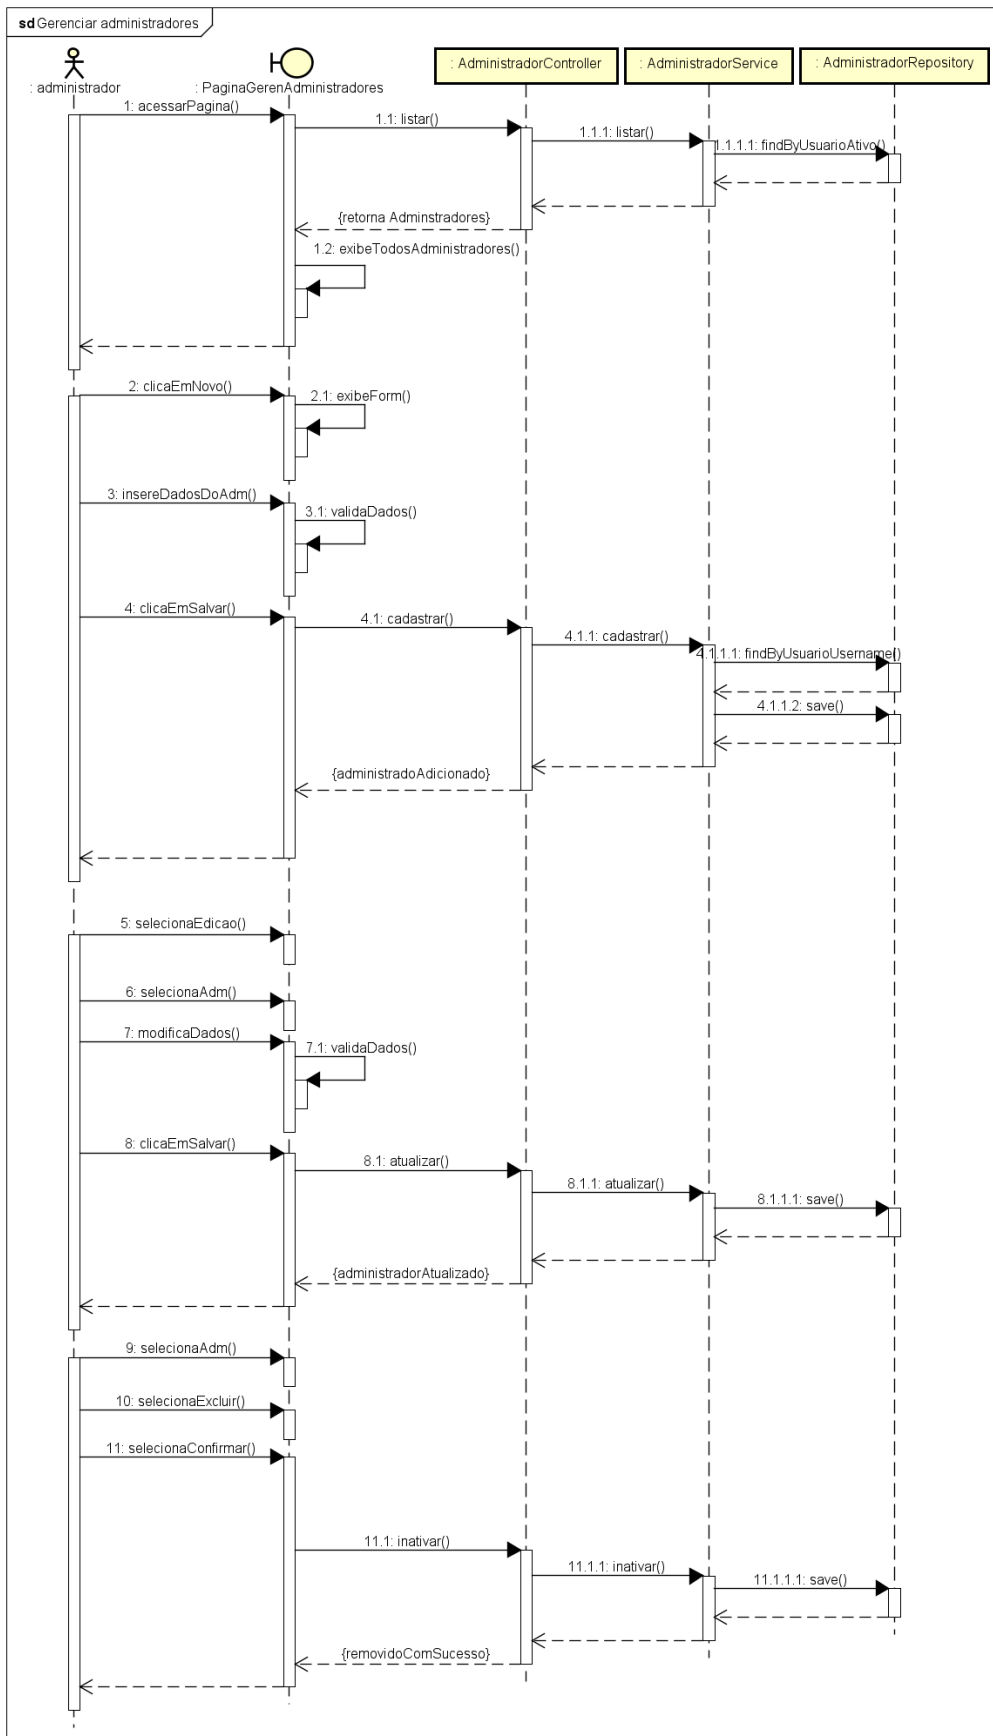 sd Gerenciar administradores
: administrador
: PaginaGerenAdministradores
: AdministradorController
: AdministradorService
: AdministradorRepository
1: acessarPagina()
1.1: listar()
1.1.1: listar()
1.1.1.1: findByUsuarioAtivo()
{retorna Adminstradores}
1.2: exibeTodosAdministradores()
2: clicaEmNovo()
2.1: exibeForm()
3: insereDadosDoAdm()
3.1: validaDados()
4: clicaEmSalvar()
4.1: cadastrar()
4.1.1: cadastrar()
4.1.1.1: findByUsuarioUsername()
4.1.1.2: save()
{administradoAdicionado}
5: selecionaEdicao()
6: selecionaAdm()
7: modificaDados()
7.1: validaDados()
8: clicaEmSalvar()
8.1: atualizar()
8.1.1: atualizar()
8.1.1.1: save()
{administradorAtualizado}
9: selecionaAdm()
10: selecionaExcluir()
11: selecionaConfirmar()
11.1: inativar()
11.1.1: inativar()
11.1.1.1: save()
{removidoComSucesso}